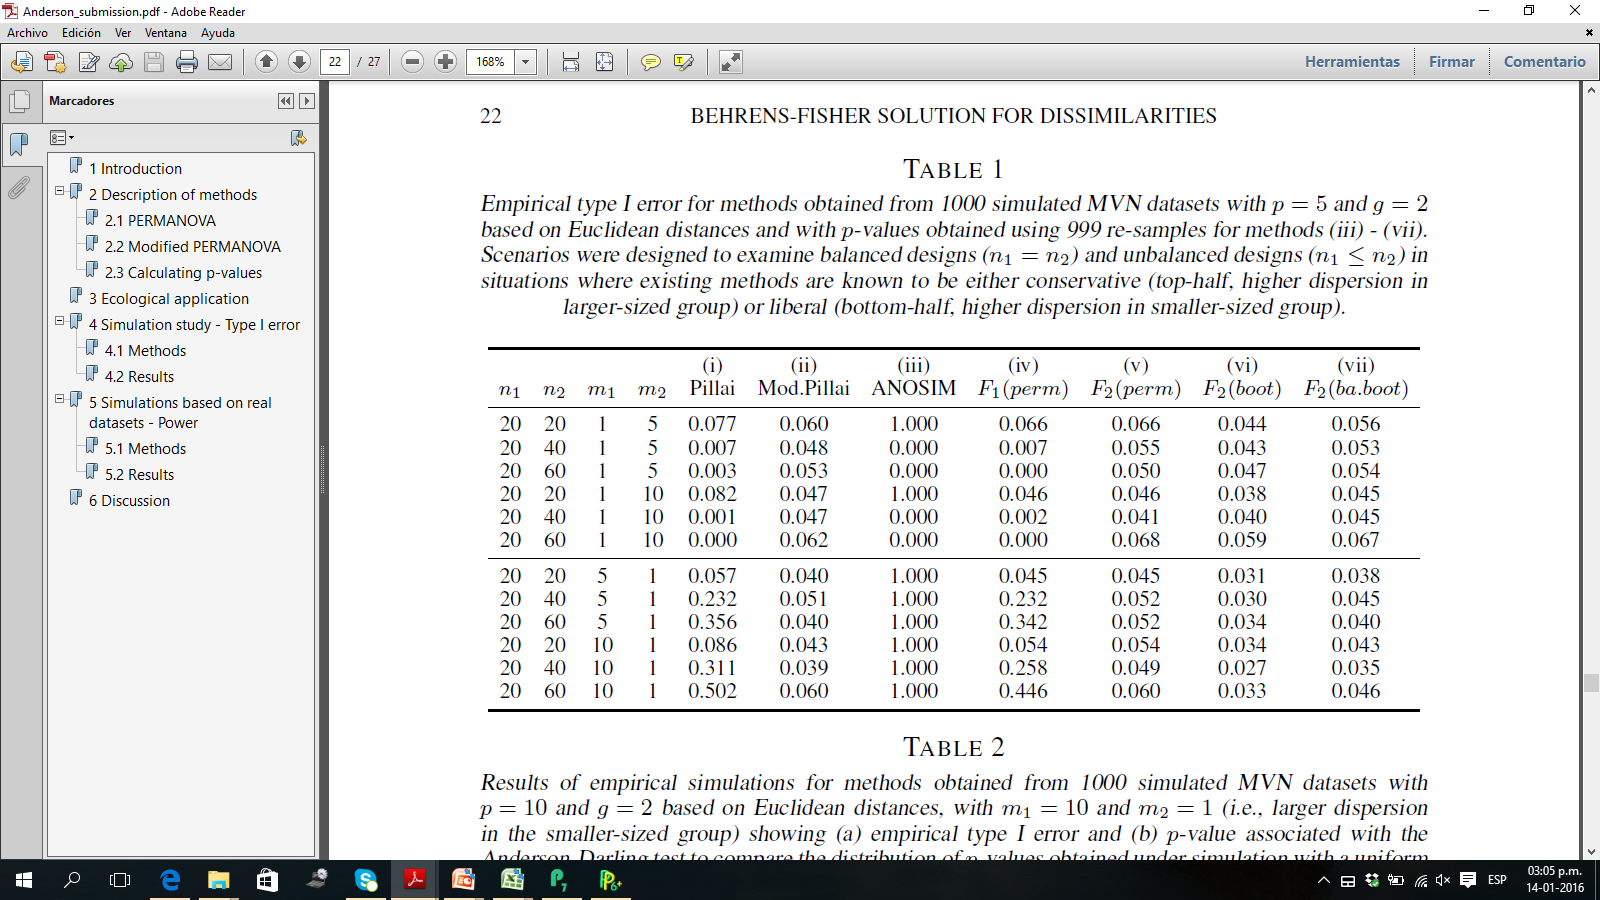 Anderson_submission.pdf - Adobe Reader
Archivo Edición Ver Ventana Ayuda
22 / 27 168% Herramientas Firmar Comentario
Marcadores
1 Introduction
2 Description of methods
2.1 PERMANOVA
2.2 Modified PERMANOVA
2.3 Calculating p-values
3 Ecological application
4 Simulation study - Type I error
4.1 Methods
4.2 Results
5 Simulations based on real
datasets - Power
5.1 Methods
5.2 Results
6 Discussion
22 BEHRENS-FISHER SOLUTION FOR DISSIMILARITIES
TABLE 1
Empirical type I error for methods obtained from 1000 simulated MVN datasets with p = 5 and g = 2
based on Euclidean distances and with p-values obtained using 999 re-samples for methods (iii) - (vii).
Scenarios were designed to examine balanced designs (n₁ = n₂) and unbalanced designs (n₁ ≤ n₂) in
situations where existing methods are known to be either conservative (top-half, higher dispersion in
larger-sized group) or liberal (bottom-half, higher dispersion in smaller-sized group).
(i) (ii) (iii) (iv) (v) (vi) (vii)
n₁ n₂ m₁ m₂ Pillai Mod.Pillai ANOSIM F₁(perm) F₂(perm) F₂(boot) F₂(ba.boot)
20 20 1 5 0.077 0.060 1.000 0.066 0.066 0.044 0.056
20 40 1 5 0.007 0.048 0.000 0.007 0.055 0.043 0.053
20 60 1 5 0.003 0.053 0.000 0.000 0.050 0.047 0.054
20 20 1 10 0.082 0.047 1.000 0.046 0.046 0.038 0.045
20 40 1 10 0.001 0.047 0.000 0.002 0.041 0.040 0.045
20 60 1 10 0.000 0.062 0.000 0.000 0.068 0.059 0.067
20 20 5 1 0.057 0.040 1.000 0.045 0.045 0.031 0.038
20 40 5 1 0.232 0.051 1.000 0.232 0.052 0.030 0.045
20 60 5 1 0.356 0.040 1.000 0.342 0.052 0.034 0.040
20 20 10 1 0.086 0.043 1.000 0.054 0.054 0.034 0.043
20 40 10 1 0.311 0.039 1.000 0.258 0.049 0.027 0.035
20 60 10 1 0.502 0.060 1.000 0.446 0.060 0.033 0.046
TABLE 2
Results of empirical simulations for methods obtained from 1000 simulated MVN datasets with
p = 10 and g = 2 based on Euclidean distances, with m₁ = 10 and m₂ = 1 (i.e., larger dispersion
in the smaller-sized group) showing (a) empirical type I error and (b) p-value associated with the
Anderson-Darling test to compare the distribution of p-values obtained under simulation with a uniform
ESP
03:05 p.m.
14-01-2016